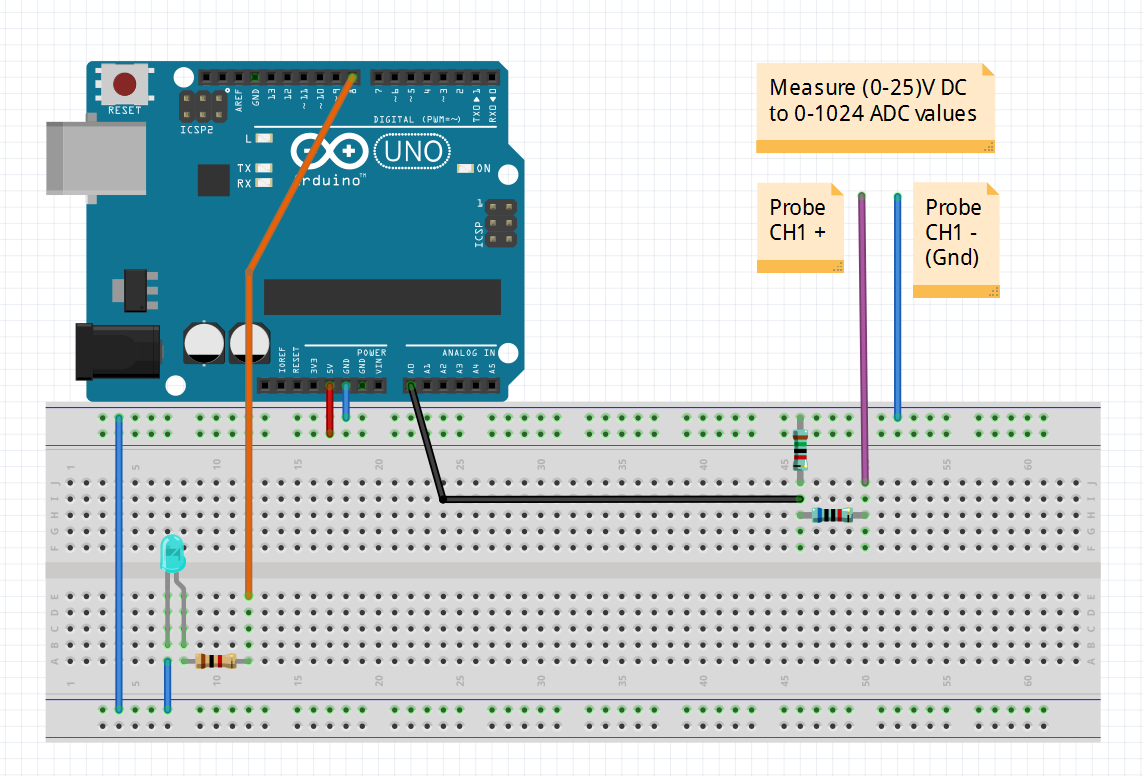 Measure (0-25)V DC
to 0-1024 ADC values
Probe
CH1 +
Probe
CH1 -
(Gnd)
RESET
ICSP2
AREF
GND
13
12
~11
~10
~9
8
7
~6
~5
4
~3
2
TX0▶1
RX0◀0
DIGITAL (PWM=~)
L
TX
RX
UNO
Arduino™
ON
1
ICSP
IOREF
RESET
3V3
5V
GND
GND
VIN
POWER
ANALOG IN
A0
A1
A2
A3
A4
A5
1 5 10 15 20 25 30 35 40 45 50 55 60
J J
I I
H H
G G
F F
E E
D D
C C
B B
A A
1 5 10 15 20 25 30 35 40 45 50 55 60